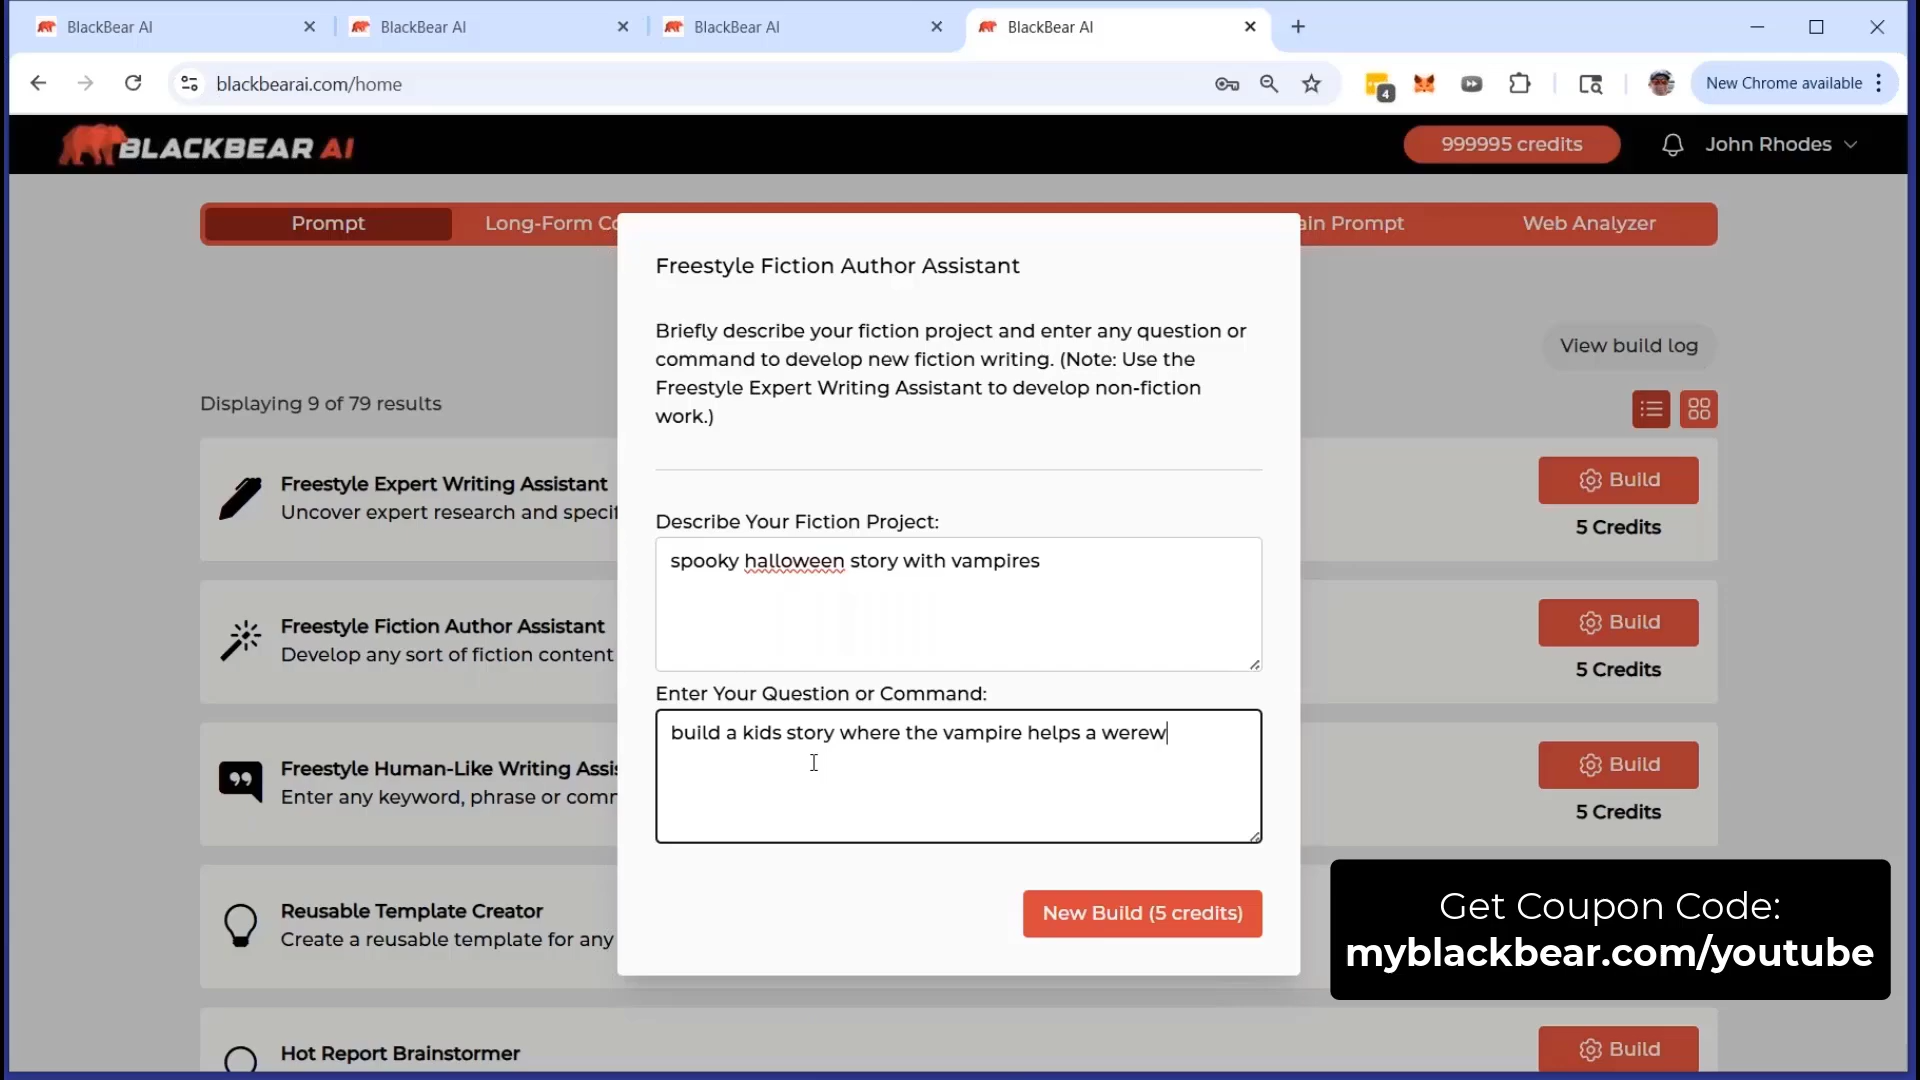 BlackBear AI
BlackBear AI
BlackBear AI
BlackBear AI
blackbearai.com/home
4
New Chrome available
BLACKBEAR AI
999995 credits
John Rhodes
Prompt
Long-Form Co
ain Prompt
Web Analyzer
View build log
Displaying 9 of 79 results
Freestyle Fiction Author Assistant
Briefly describe your fiction project and enter any question or
command to develop new fiction writing. (Note: Use the
Freestyle Expert Writing Assistant to develop non-fiction
work.)
Describe Your Fiction Project:
spooky halloween story with vampires
Enter Your Question or Command:
build a kids story where the vampire helps a werew
New Build (5 credits)
Freestyle Expert Writing Assistant
Uncover expert research and specif
Build
5 Credits
Freestyle Fiction Author Assistant
Develop any sort of fiction content
Build
5 Credits
Freestyle Human-Like Writing Assis
Enter any keyword, phrase or comm
Build
5 Credits
Reusable Template Creator
Create a reusable template for any
Hot Report Brainstormer
Build
Get Coupon Code:
myblackbear.com/youtube